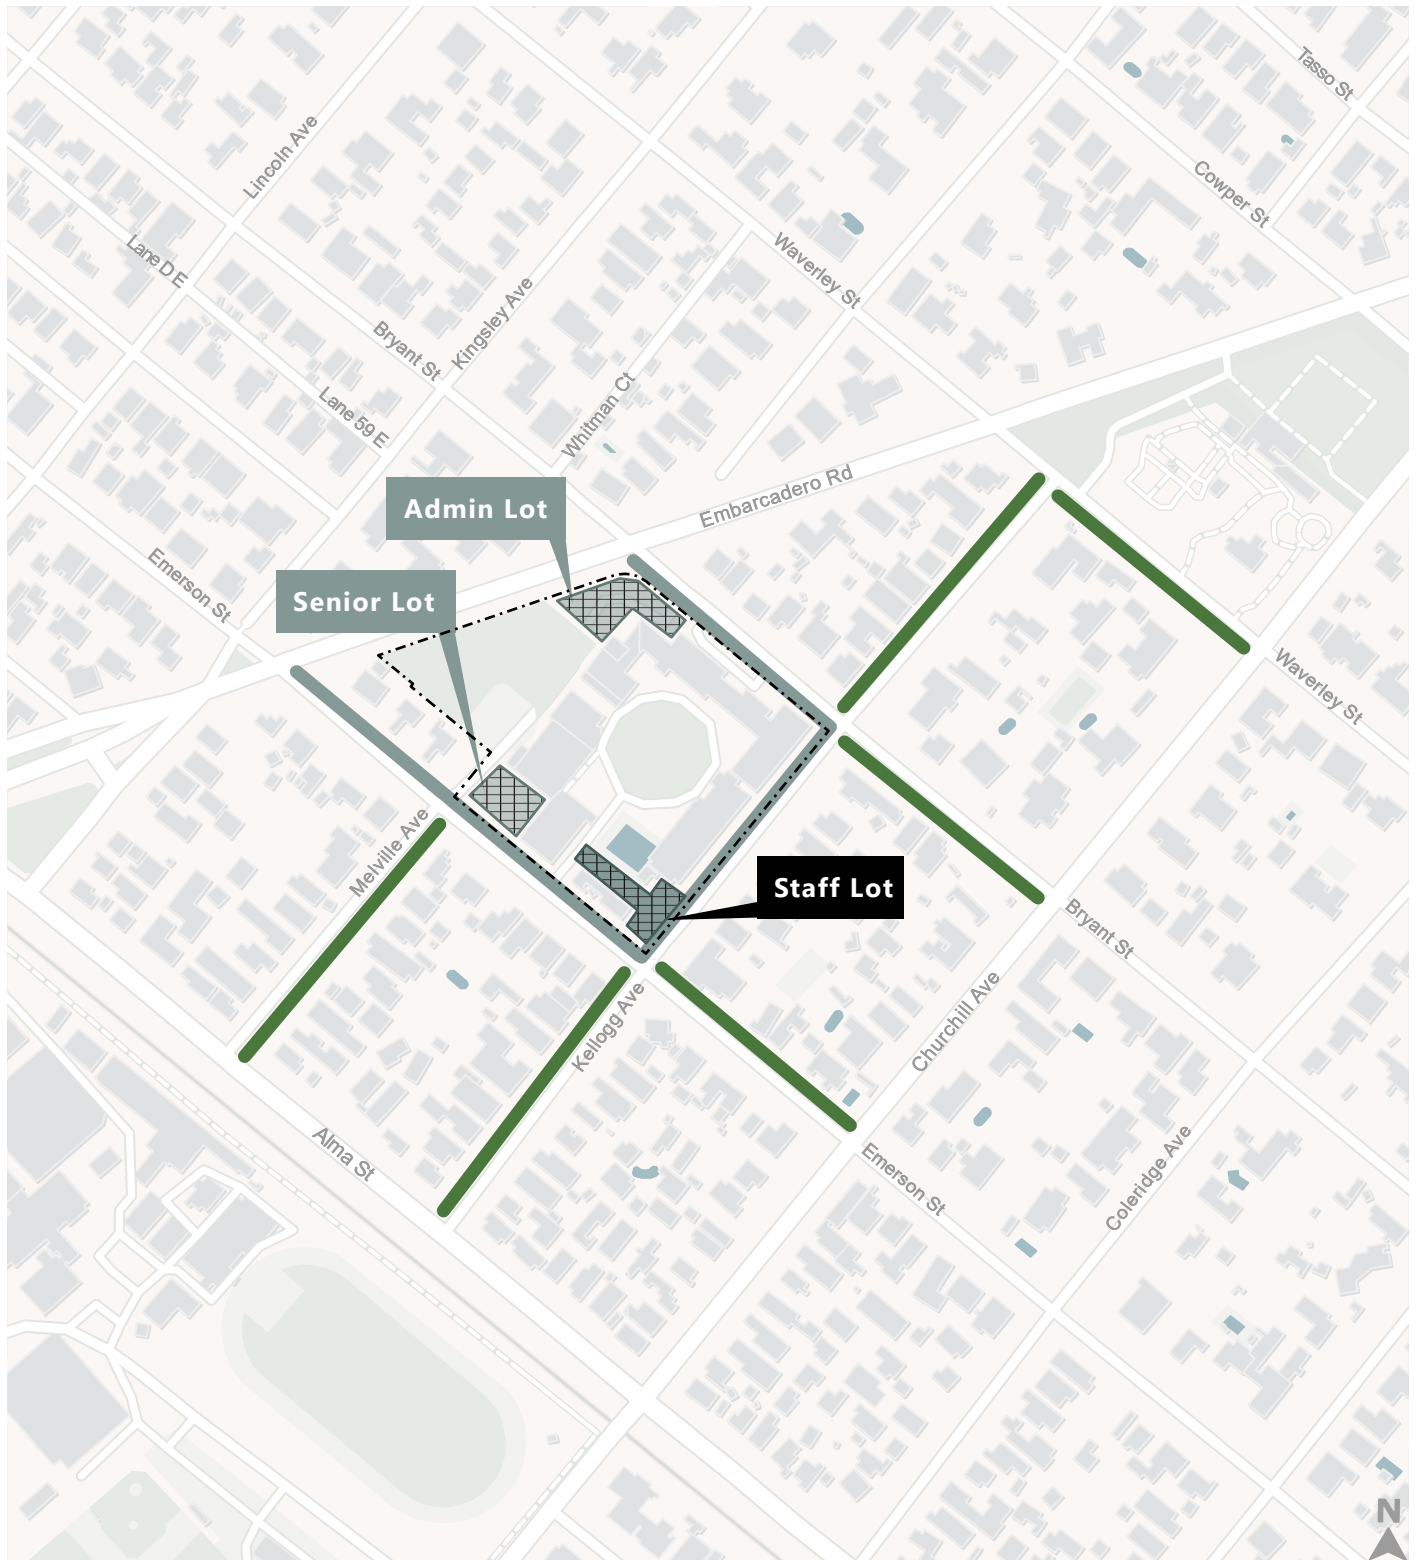 Tasso St
Lincoln Ave
Cowper St
Lane D E
Waverley St
Kingsley Ave
Bryant St
Whitman Ct
Lane 59 E
Embarcadero Rd
Admin Lot
Emerson St
Senior Lot
Waverley St
Melville Ave
Staff Lot
Bryant St
Kellogg Ave
Churchill Ave
Alma St
Emerson St
Coleridge Ave
N